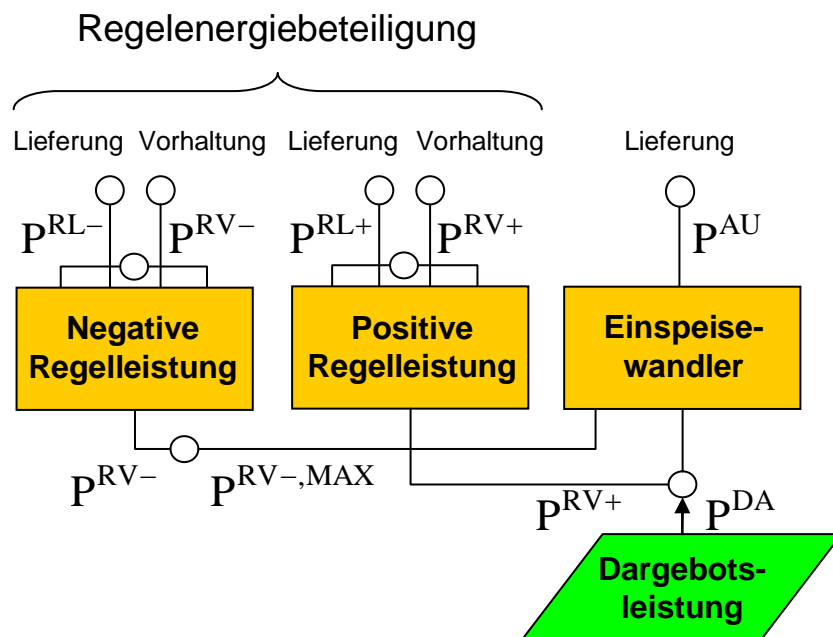 Regelenergiebeteiligung
Lieferung Vorhaltung Lieferung Vorhaltung Lieferung
P^RL− P^RV− P^RL+ P^RV+ P^AU
Negative Positive Einspeise-
Regelleistung Regelleistung wandler
P^RV− P^RV−,MAX P^RV+ P^DA
Dargebots-
leistung